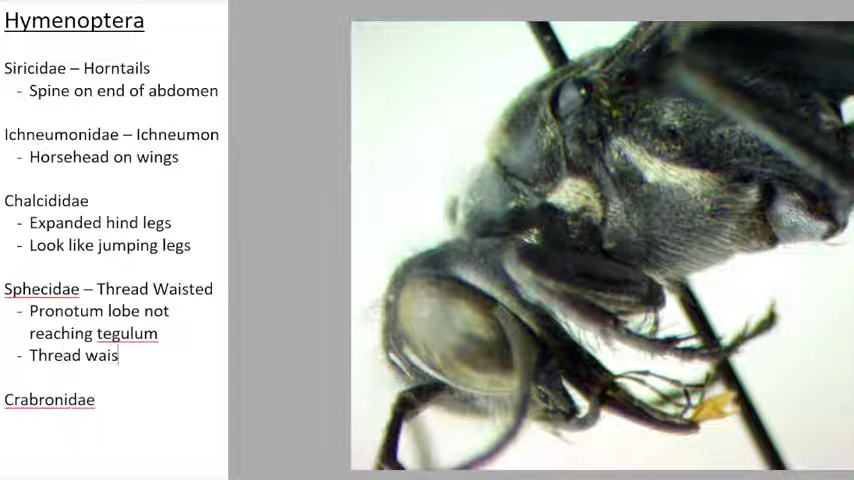 Hymenoptera
Siricidae – Horntails
- Spine on end of abdomen
Ichneumonidae – Ichneumon
- Horsehead on wings
Chalcididae
- Expanded hind legs
- Look like jumping legs
Sphecidae – Thread Waisted
- Pronotum lobe not
reaching tegulum
- Thread wais
Crabronidae